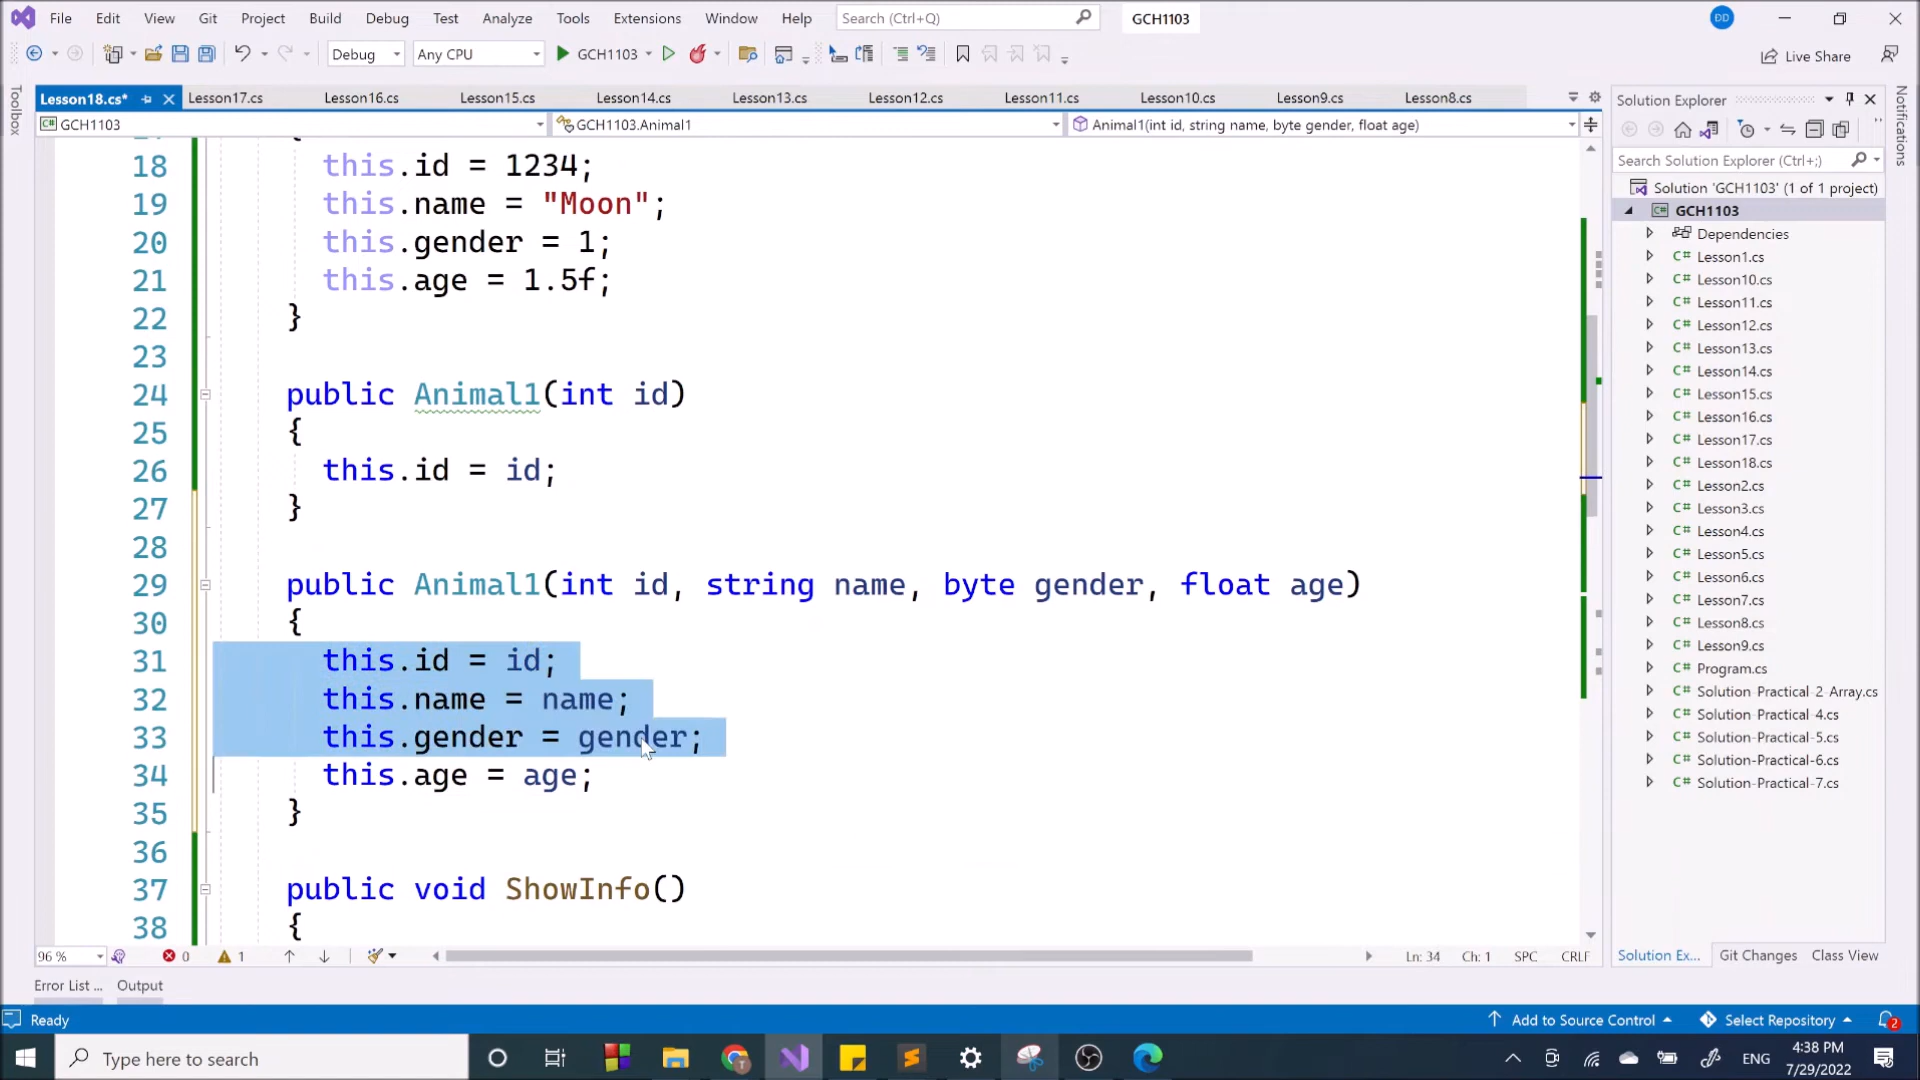 File Edit View Git Project Build Debug Test Analyze Tools Extensions Window Help Search (Ctrl+Q) GCH1103 ĐD
Debug Any CPU GCH1103 Live Share
Toolbox
Lesson18.cs* Lesson17.cs Lesson16.cs Lesson15.cs Lesson14.cs Lesson13.cs Lesson12.cs Lesson11.cs Lesson10.cs Lesson9.cs Lesson8.cs
GCH1103 GCH1103.Animal1 Animal1(int id, string name, byte gender, float age)
18 this.id = 1234;
19 this.name = "Moon";
20 this.gender = 1;
21 this.age = 1.5f;
22 }
23
24 public Animal1(int id)
25 {
26 this.id = id;
27 }
28
29 public Animal1(int id, string name, byte gender, float age)
30 {
31 this.id = id;
32 this.name = name;
33 this.gender = gender;
34 this.age = age;
35 }
36
37 public void ShowInfo()
38 {
96 % 0 1 Ln: 34 Ch: 1 SPC CRLF
Error List ... Output
Solution Explorer
Search Solution Explorer (Ctrl+;)
Solution 'GCH1103' (1 of 1 project)
C# GCH1103
Dependencies
C# Lesson1.cs
C# Lesson10.cs
C# Lesson11.cs
C# Lesson12.cs
C# Lesson13.cs
C# Lesson14.cs
C# Lesson15.cs
C# Lesson16.cs
C# Lesson17.cs
C# Lesson18.cs
C# Lesson2.cs
C# Lesson3.cs
C# Lesson4.cs
C# Lesson5.cs
C# Lesson6.cs
C# Lesson7.cs
C# Lesson8.cs
C# Lesson9.cs
C# Program.cs
C# Solution-Practical-2-Array.cs
C# Solution-Practical-4.cs
C# Solution-Practical-5.cs
C# Solution-Practical-6.cs
C# Solution-Practical-7.cs
Solution Ex... Git Changes Class View
Notifications
Ready Add to Source Control Select Repository 2
Type here to search ENG 4:38 PM
7/29/2022